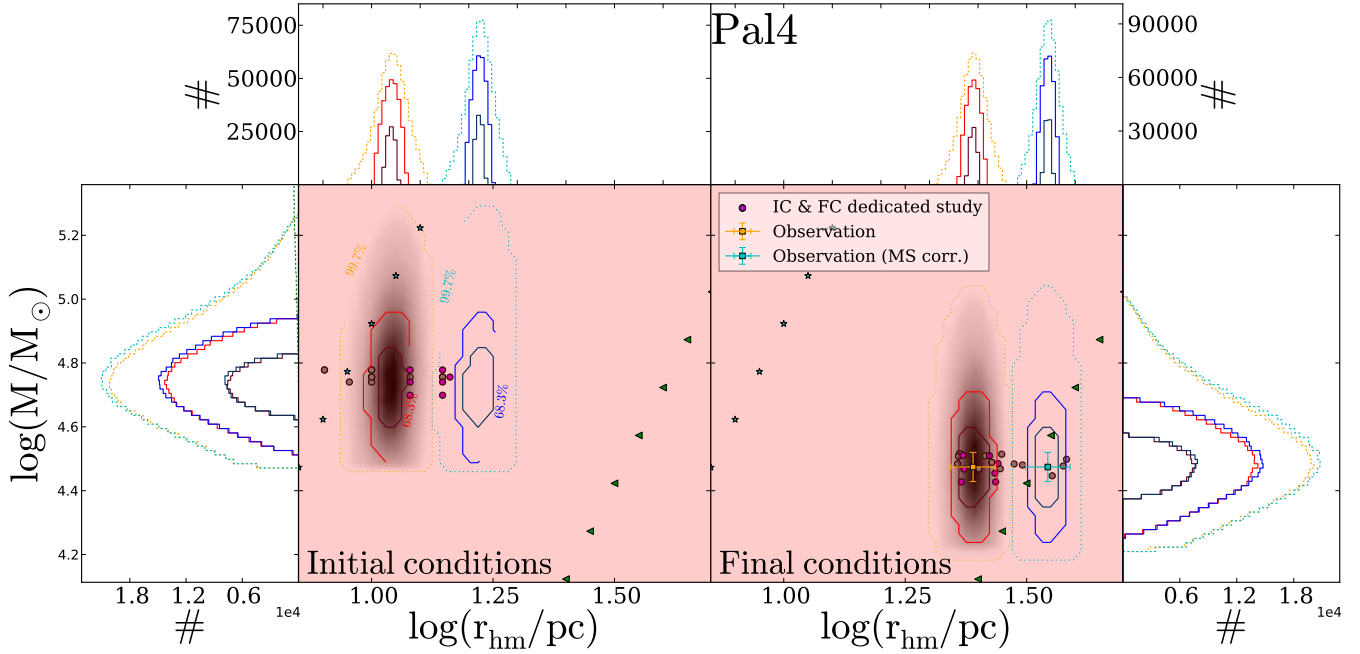 Pal4
75000
50000
25000
#
90000
60000
30000
#
IC & FC dedicated study
Observation
Observation (MS corr.)
99.7%
99.7%
68.3%
68.3%
log(M/M⊙)
5.2
5.0
4.8
4.6
4.4
4.2
Initial conditions
Final conditions
1.8 1.2 0.6
1e4
#
1.00 1.25 1.50
log(r_hm/pc)
1.00 1.25 1.50
log(r_hm/pc)
0.6 1.2 1.8
1e4
#